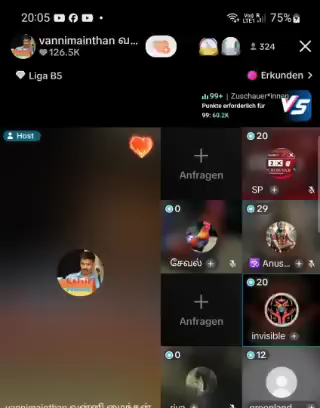 20:05
75%
vannimainthan வ...
126.5K
324
Liga B5
Erkunden >
99+ | Zuschauer*innen
Punkte erforderlich für
99: 60.2K
VS
Host
Anfragen
20
SP
0
சேவல்
29
Anus...
Anfragen
20
invisible
0
12